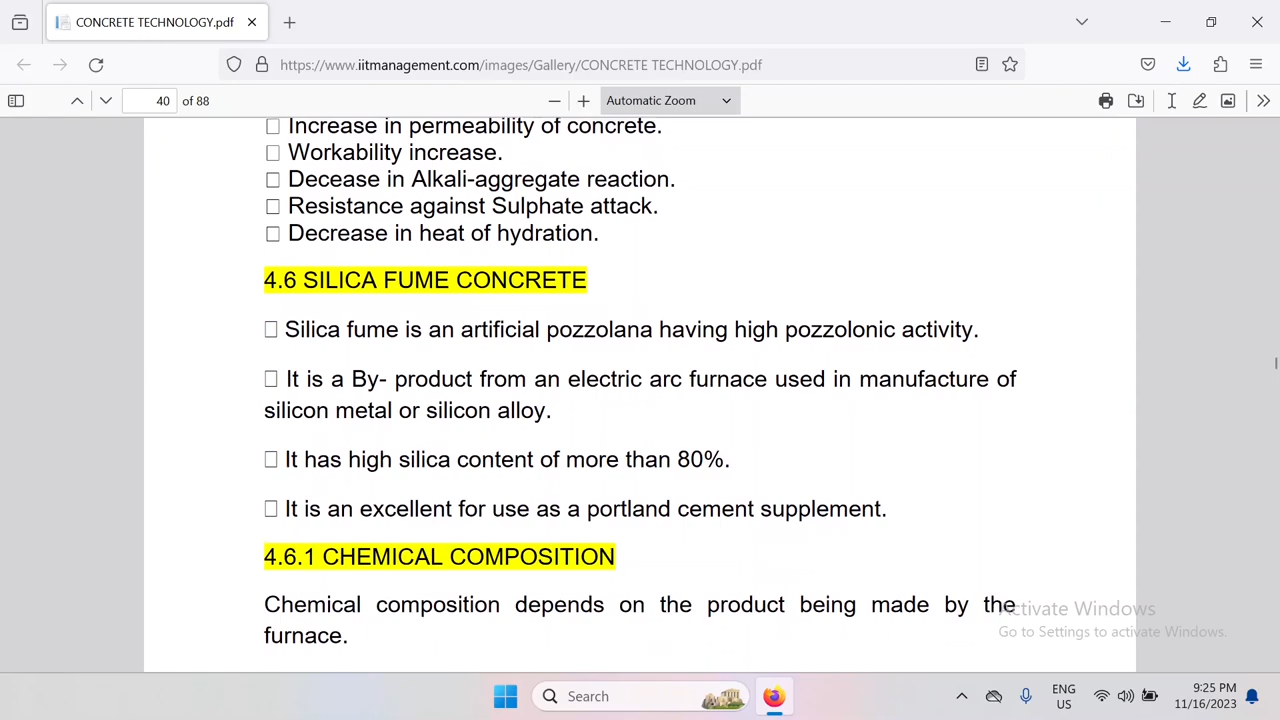 CONCRETE TECHNOLOGY.pdf
https://www.iitmanagement.com/images/Gallery/CONCRETE TECHNOLOGY.pdf
40 of 88
Automatic Zoom
□ Increase in permeability of concrete.
□ Workability increase.
□ Decease in Alkali-aggregate reaction.
□ Resistance against Sulphate attack.
□ Decrease in heat of hydration.
4.6 SILICA FUME CONCRETE
□ Silica fume is an artificial pozzolana having high pozzolonic activity.
□ It is a By- product from an electric arc furnace used in manufacture of
silicon metal or silicon alloy.
□ It has high silica content of more than 80%.
□ It is an excellent for use as a portland cement supplement.
4.6.1 CHEMICAL COMPOSITION
Chemical composition depends on the product being made by the
furnace.
Activate Windows
Go to Settings to activate Windows.
Search
ENG
US
9:25 PM
11/16/2023